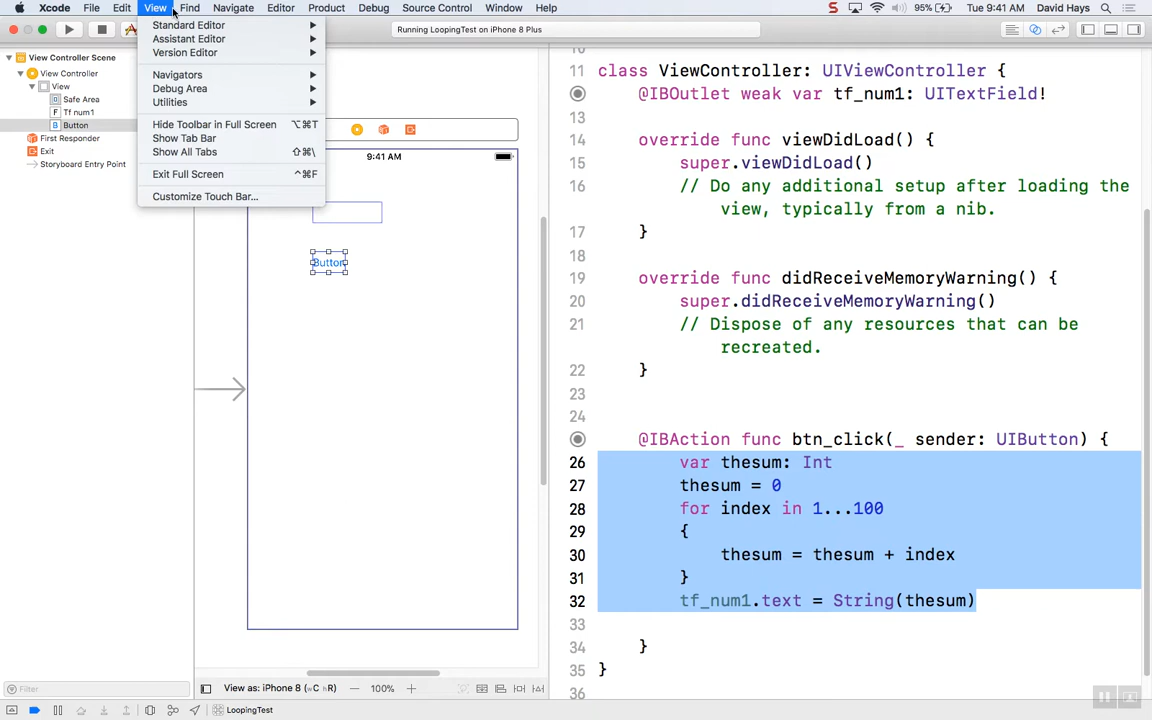 Xcode File Edit View Find Navigate Editor Product Debug Source Control Window Help S 95% Tue 9:41 AM David Hays
Running LoopingTest on iPhone 8 Plus
Standard Editor
Assistant Editor
Version Editor
Navigators
Debug Area
Utilities
Hide Toolbar in Full Screen ⌥⌘T
Show Tab Bar
Show All Tabs ⇧⌘\
Exit Full Screen ^⌘F
Customize Touch Bar...
View Controller Scene
View Controller
View
Safe Area
F Tf num1
B Button
First Responder
Exit
Storyboard Entry Point
9:41 AM
Button
10
11 class ViewController: UIViewController {
@IBOutlet weak var tf_num1: UITextField!
13
14 override func viewDidLoad() {
15 super.viewDidLoad()
16 // Do any additional setup after loading the
view, typically from a nib.
17 }
18
19 override func didReceiveMemoryWarning() {
20 super.didReceiveMemoryWarning()
21 // Dispose of any resources that can be
recreated.
22 }
23
24
@IBAction func btn_click(_ sender: UIButton) {
26 var thesum: Int
27 thesum = 0
28 for index in 1...100
29 {
30 thesum = thesum + index
31 }
32 tf_num1.text = String(thesum)
33
34 }
35 }
36
Filter
View as: iPhone 8 (wC hR) — 100% +
LoopingTest